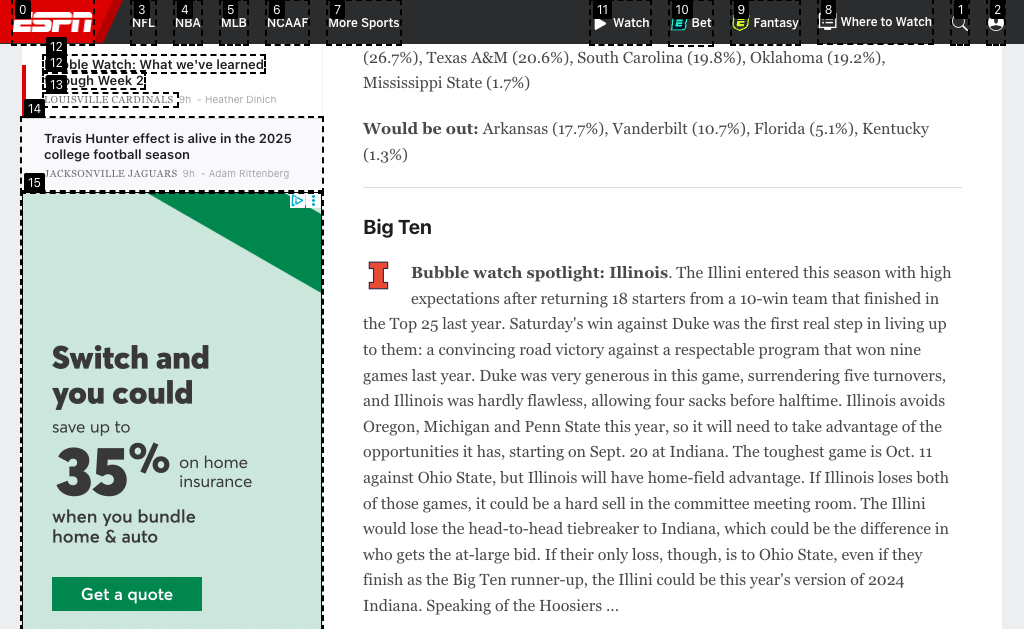 0 ESPN
3 NFL
4 NBA
5 MLB
6 NCAAF
7 More Sports
11 Watch
10 Bet
9 Fantasy
8 Where to Watch
1
2
12
12
Bubble Watch: What we've learned
through Week 2
13
LOUISVILLE CARDINALS 9h - Heather Dinich
14
Travis Hunter effect is alive in the 2025
college football season
JACKSONVILLE JAGUARS 9h - Adam Rittenberg
15
Switch and
you could
save up to
35% on home
insurance
when you bundle
home & auto
Get a quote
(26.7%), Texas A&M (20.6%), South Carolina (19.8%), Oklahoma (19.2%),
Mississippi State (1.7%)
Would be out: Arkansas (17.7%), Vanderbilt (10.7%), Florida (5.1%), Kentucky
(1.3%)
Big Ten
Bubble watch spotlight: Illinois. The Illini entered this season with high
expectations after returning 18 starters from a 10-win team that finished in
the Top 25 last year. Saturday's win against Duke was the first real step in living up
to them: a convincing road victory against a respectable program that won nine
games last year. Duke was very generous in this game, surrendering five turnovers,
and Illinois was hardly flawless, allowing four sacks before halftime. Illinois avoids
Oregon, Michigan and Penn State this year, so it will need to take advantage of the
opportunities it has, starting on Sept. 20 at Indiana. The toughest game is Oct. 11
against Ohio State, but Illinois will have home-field advantage. If Illinois loses both
of those games, it could be a hard sell in the committee meeting room. The Illini
would lose the head-to-head tiebreaker to Indiana, which could be the difference in
who gets the at-large bid. If their only loss, though, is to Ohio State, even if they
finish as the Big Ten runner-up, the Illini could be this year's version of 2024
Indiana. Speaking of the Hoosiers ...